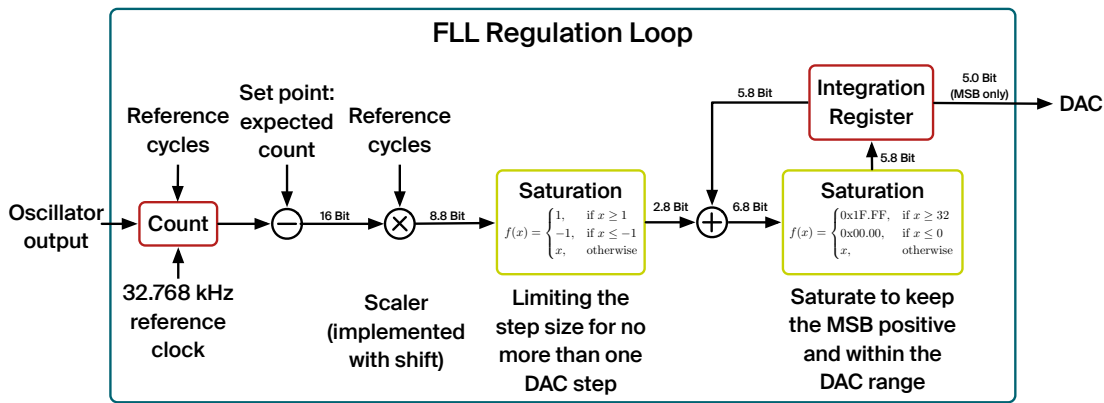 FLL Regulation Loop
Reference
cycles
Set point:
expected
count
Reference
cycles
5.8 Bit
Integration
Register
5.0 Bit
(MSB only)
DAC
5.8 Bit
Oscillator
output
Count
−
16 Bit
×
8.8 Bit
Saturation
f(x) = { 1, if x ≥ 1
−1, if x ≤ −1
x, otherwise
2.8 Bit
+
6.8 Bit
Saturation
f(x) = { 0x1F.FF, if x ≥ 32
0x00.00, if x ≤ 0
x, otherwise
32.768 kHz
reference
clock
Scaler
(implemented
with shift)
Limiting the
step size for no
more than one
DAC step
Saturate to keep
the MSB positive
and within the
DAC range